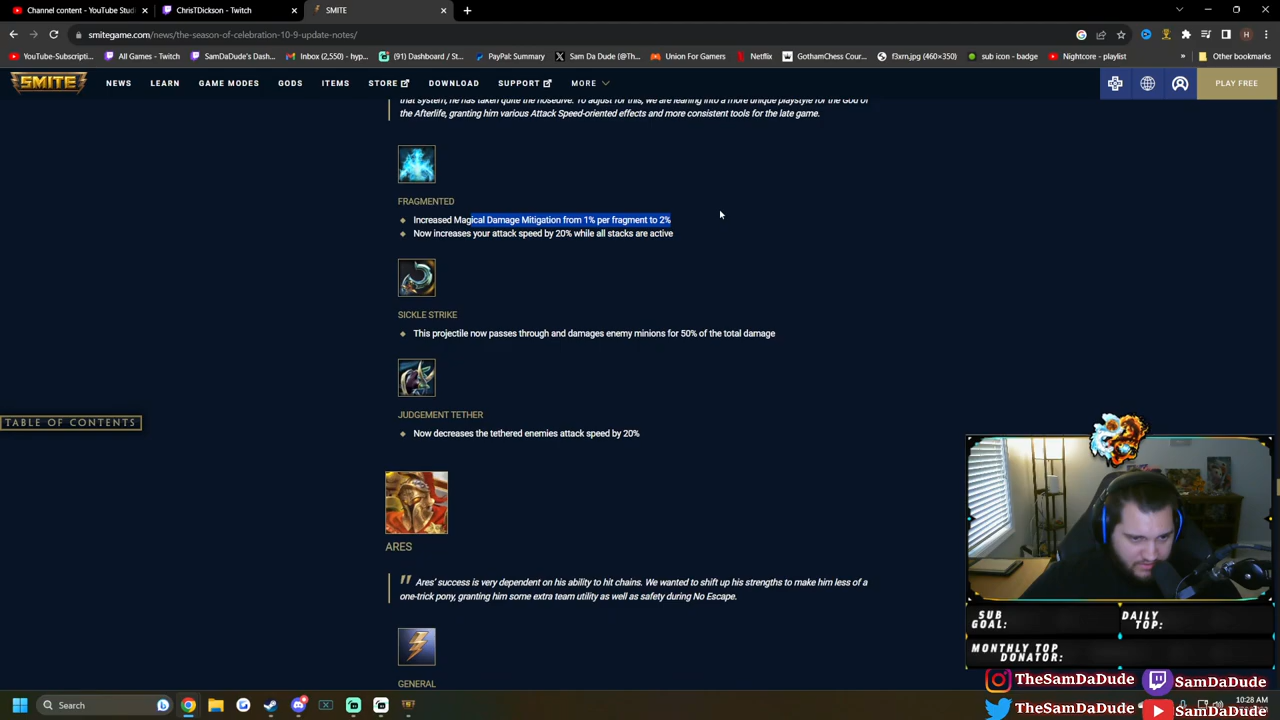 Channel content - YouTube Stud
ChrisTDickson - Twitch
SMITE
smitegame.com/news/the-season-of-celebration-10-9-update-notes/
YouTube-Subscripti...
All Games - Twitch
SamDaDude's Dash...
Inbox (2,550) - hyp...
(91) Dashboard / St...
PayPal: Summary
Sam Da Dude (@Th...
Union For Gamers
Netflix
GothamChess Cour...
f3xrn.jpg (460×350)
sub icon - badge
Nightcore - playlist
Other bookmarks
SMITE
NEWS
LEARN
GAME MODES
GODS
ITEMS
STORE
DOWNLOAD
SUPPORT
MORE
PLAY FREE
that system, he has taken quite the nosedive. To adjust for this, we are leaning into a more unique playstyle for the God of
the Afterlife, granting him various Attack Speed-oriented effects and more consistent tools for the late game.
FRAGMENTED
Increased Magical Damage Mitigation from 1% per fragment to 2%
Now increases your attack speed by 20% while all stacks are active
SICKLE STRIKE
This projectile now passes through and damages enemy minions for 50% of the total damage
JUDGEMENT TETHER
Now decreases the tethered enemies attack speed by 20%
TABLE OF CONTENTS
ARES
Ares' success is very dependent on his ability to hit chains. We wanted to shift up his strengths to make him less of a
one-trick pony, granting him some extra team utility as well as safety during No Escape.
GENERAL
SUB
GOAL:
DAILY
TOP:
MONTHLY TOP
DONATOR:
TheSamDaDude
SamDaDude
TheSamDaDude
SamDaDude
Search
10:28 AM